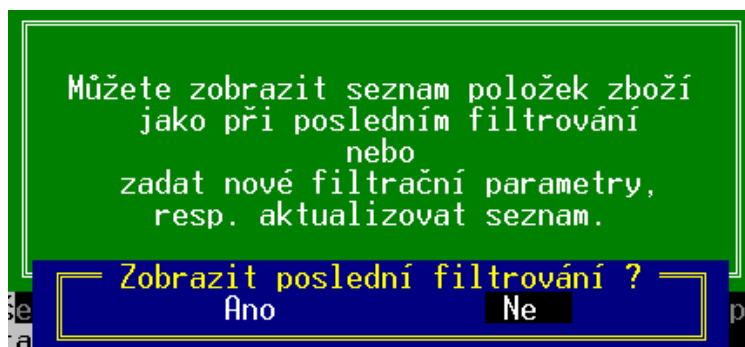 Můžete zobrazit seznam položek zboží
jako při posledním filtrování
nebo
zadat nové filtrační parametry,
resp. aktualizovat seznam.
Zobrazit poslední filtrování ?
Ano Ne